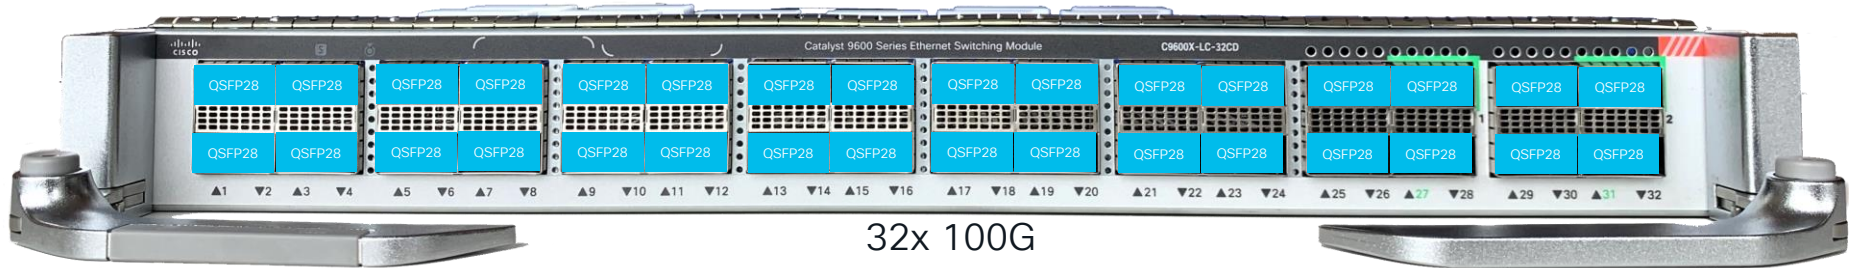 CISCO S Catalyst 9600 Series Ethernet Switching Module C9600X-LC-32CD
QSFP28 QSFP28 QSFP28 QSFP28 QSFP28 QSFP28 QSFP28 QSFP28 QSFP28 QSFP28 QSFP28 QSFP28 QSFP28 QSFP28 QSFP28 QSFP28
1 2
QSFP28 QSFP28 QSFP28 QSFP28 QSFP28 QSFP28 QSFP28 QSFP28 QSFP28 QSFP28 QSFP28 QSFP28 QSFP28 QSFP28 QSFP28 QSFP28
▲1 ▼2 ▲3 ▼4 ▲5 ▼6 ▲7 ▼8 ▲9 ▼10 ▲11 ▼12 ▲13 ▼14 ▲15 ▼16 ▲17 ▼18 ▲19 ▼20 ▲21 ▼22 ▲23 ▼24 ▲25 ▼26 ▲27 ▼28 ▲29 ▼30 ▲31 ▼32
32x 100G